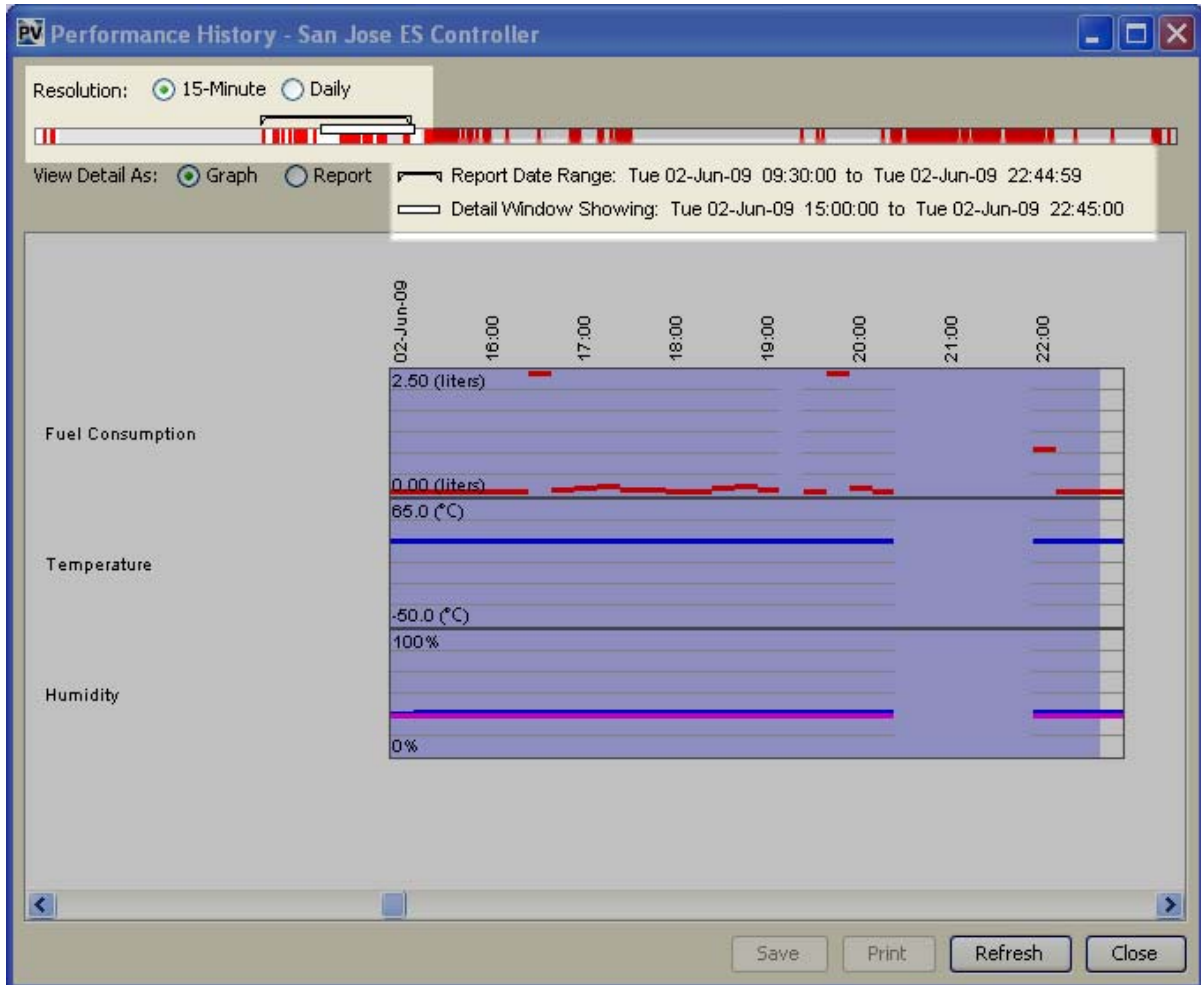 PV Performance History - San Jose ES Controller
Resolution: 15-Minute Daily
View Detail As: Graph Report
Report Date Range: Tue 02-Jun-09 09:30:00 to Tue 02-Jun-09 22:44:59
Detail Window Showing: Tue 02-Jun-09 15:00:00 to Tue 02-Jun-09 22:45:00
02-Jun-09 16:00 17:00 18:00 19:00 20:00 21:00 22:00
2.50 (liters)
Fuel Consumption
0.00 (liters)
65.0 (°C)
Temperature
-50.0 (°C)
100%
Humidity
0%
Save Print Refresh Close